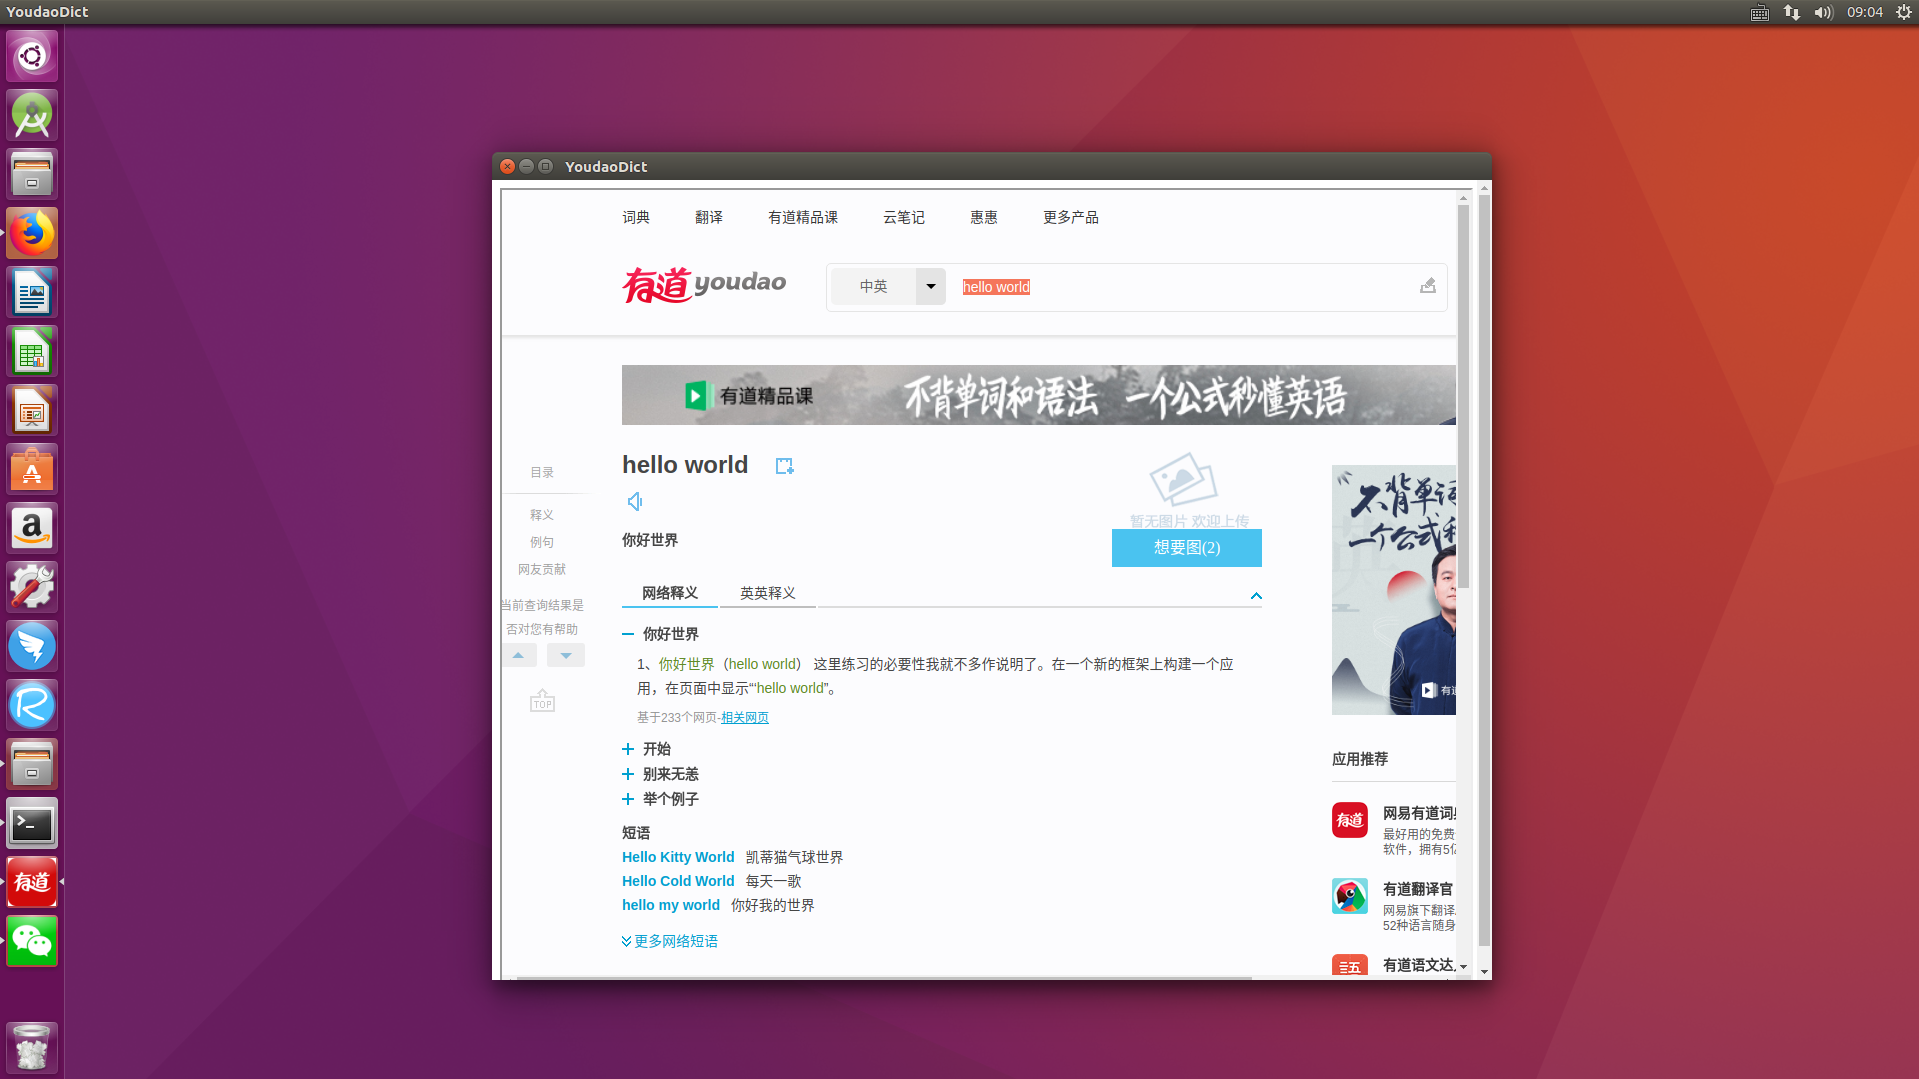 YoudaoDict
09:04
YoudaoDict
词典 翻译 有道精品课 云笔记 惠惠 更多产品
有道 youdao 中英 hello world
有道精品课 不背单词和语法 一个公式秒懂英语
hello world
目录
释义
例句
网友贡献
当前查询结果是
否对您有帮助
TOP
暂无图片 欢迎上传
想要图(2)
你好世界
网络释义 英英释义
你好世界
1、你好世界（hello world） 这里练习的必要性我就不多作说明了。在一个新的框架上构建一个应
用，在页面中显示“‘hello world”。
基于233个网页-相关网页
开始
别来无恙
举个例子
短语
Hello Kitty World 凯蒂猫气球世界
Hello Cold World 每天一歌
hello my world 你好我的世界
更多网络短语
不背单词
一个公式
有
应用推荐
有道
网易有道词
最好用的免费
软件，拥有5亿
有道翻译官
网易旗下翻译
52种语言随身
有道语文达
有道